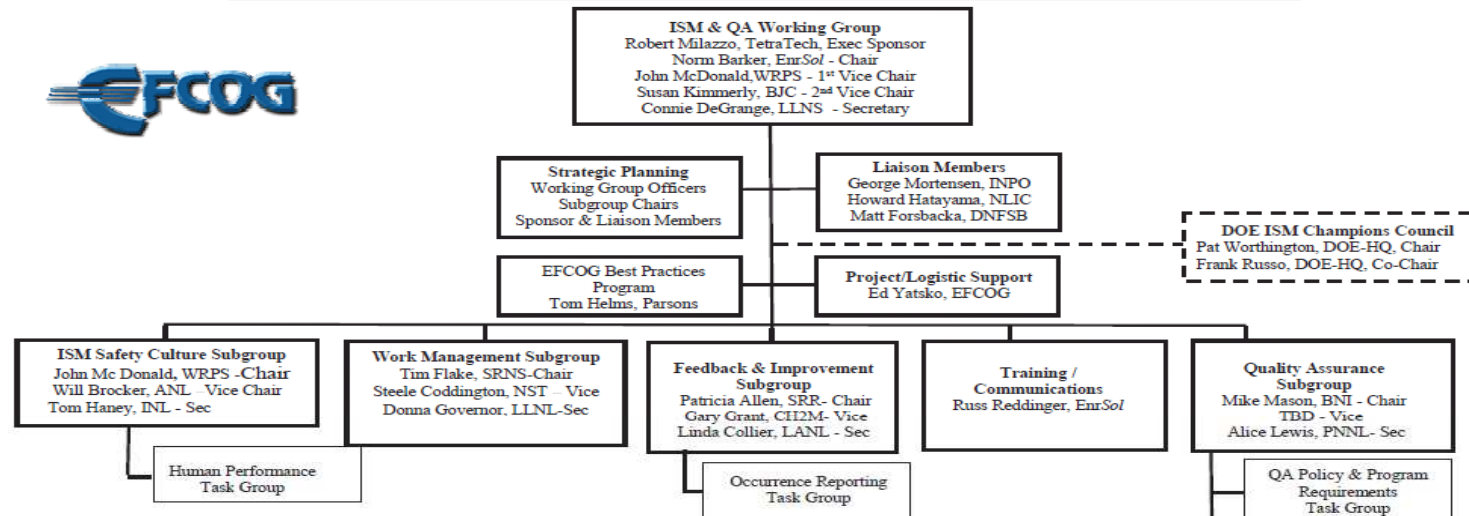 ISM & QA Working Group
Robert Milazzo, TetraTech, Exec Sponsor
Norm Barker, EnrSol - Chair
John McDonald,WRPS - 1st Vice Chair
Susan Kimmerly, BJC - 2nd Vice Chair
Connie DeGrange, LLNS - Secretary
EFCOG
Strategic Planning
Working Group Officers
Subgroup Chairs
Sponsor & Liaison Members
Liaison Members
George Mortensen, INPO
Howard Hatayama, NLIC
Matt Forsbacka, DNFSB
DOE ISM Champions Council
Pat Worthington, DOE-HQ, Chair
Frank Russo, DOE-HQ, Co-Chair
EFCOG Best Practices
Program
Tom Helms, Parsons
Project/Logistic Support
Ed Yatsko, EFCOG
ISM Safety Culture Subgroup
John Mc Donald, WRPS -Chair
Will Brocker, ANL –Vice Chair
Tom Haney, INL - Sec
Work Management Subgroup
Tim Flake, SRNS-Chair
Steele Coddington, NST – Vice
Donna Governor, LLNL-Sec
Feedback & Improvement
Subgroup
Patricia Allen, SRR- Chair
Gary Grant, CH2M- Vice
Linda Collier, LANL - Sec
Training /
Communications
Russ Reddinger, EnrSol
Quality Assurance
Subgroup
Mike Mason, BNI - Chair
TBD - Vice
Alice Lewis, PNNL- Sec
Human Performance
Task Group
Occurrence Reporting
Task Group
QA Policy & Program
Requirements
Task Group